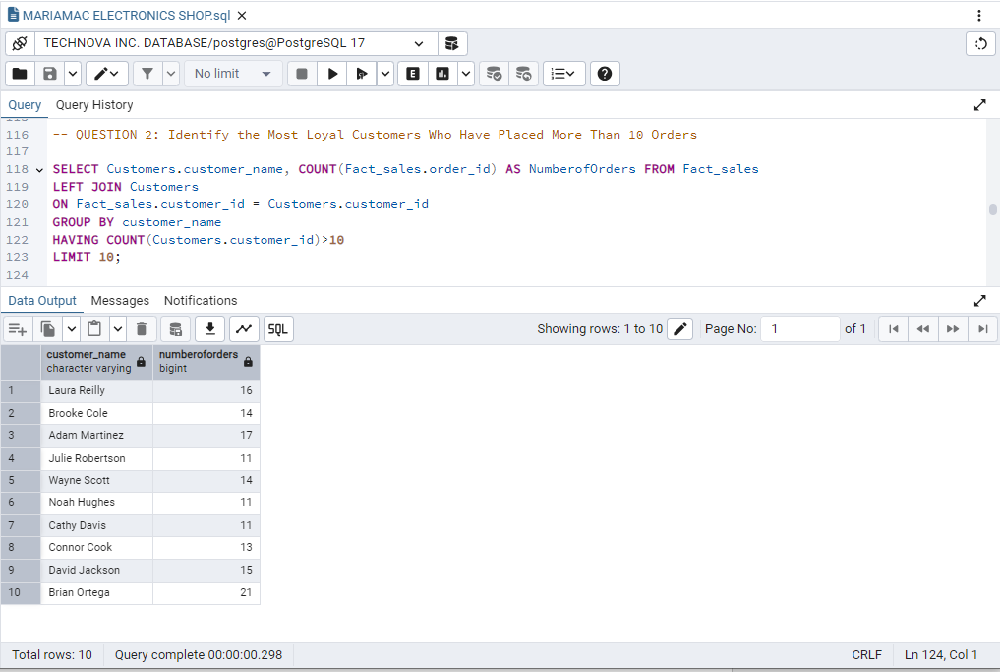 MARIAMAC ELECTRONICS SHOP.sql
TECHNOVA INC. DATABASE/postgres@PostgreSQL 17
No limit
E
Query Query History
116 -- QUESTION 2: Identify the Most Loyal Customers Who Have Placed More Than 10 Orders
117
118 SELECT Customers.customer_name, COUNT(Fact_sales.order_id) AS NumberofOrders FROM Fact_sales
119 LEFT JOIN Customers
120 ON Fact_sales.customer_id = Customers.customer_id
121 GROUP BY customer_name
122 HAVING COUNT(Customers.customer_id)>10
123 LIMIT 10;
124
Data Output Messages Notifications
SQL Showing rows: 1 to 10 Page No: 1 of 1
customer_name numberoforders
character varying bigint
1 Laura Reilly 16
2 Brooke Cole 14
3 Adam Martinez 17
4 Julie Robertson 11
5 Wayne Scott 14
6 Noah Hughes 11
7 Cathy Davis 11
8 Connor Cook 13
9 David Jackson 15
10 Brian Ortega 21
Total rows: 10 Query complete 00:00:00.298 CRLF Ln 124, Col 1